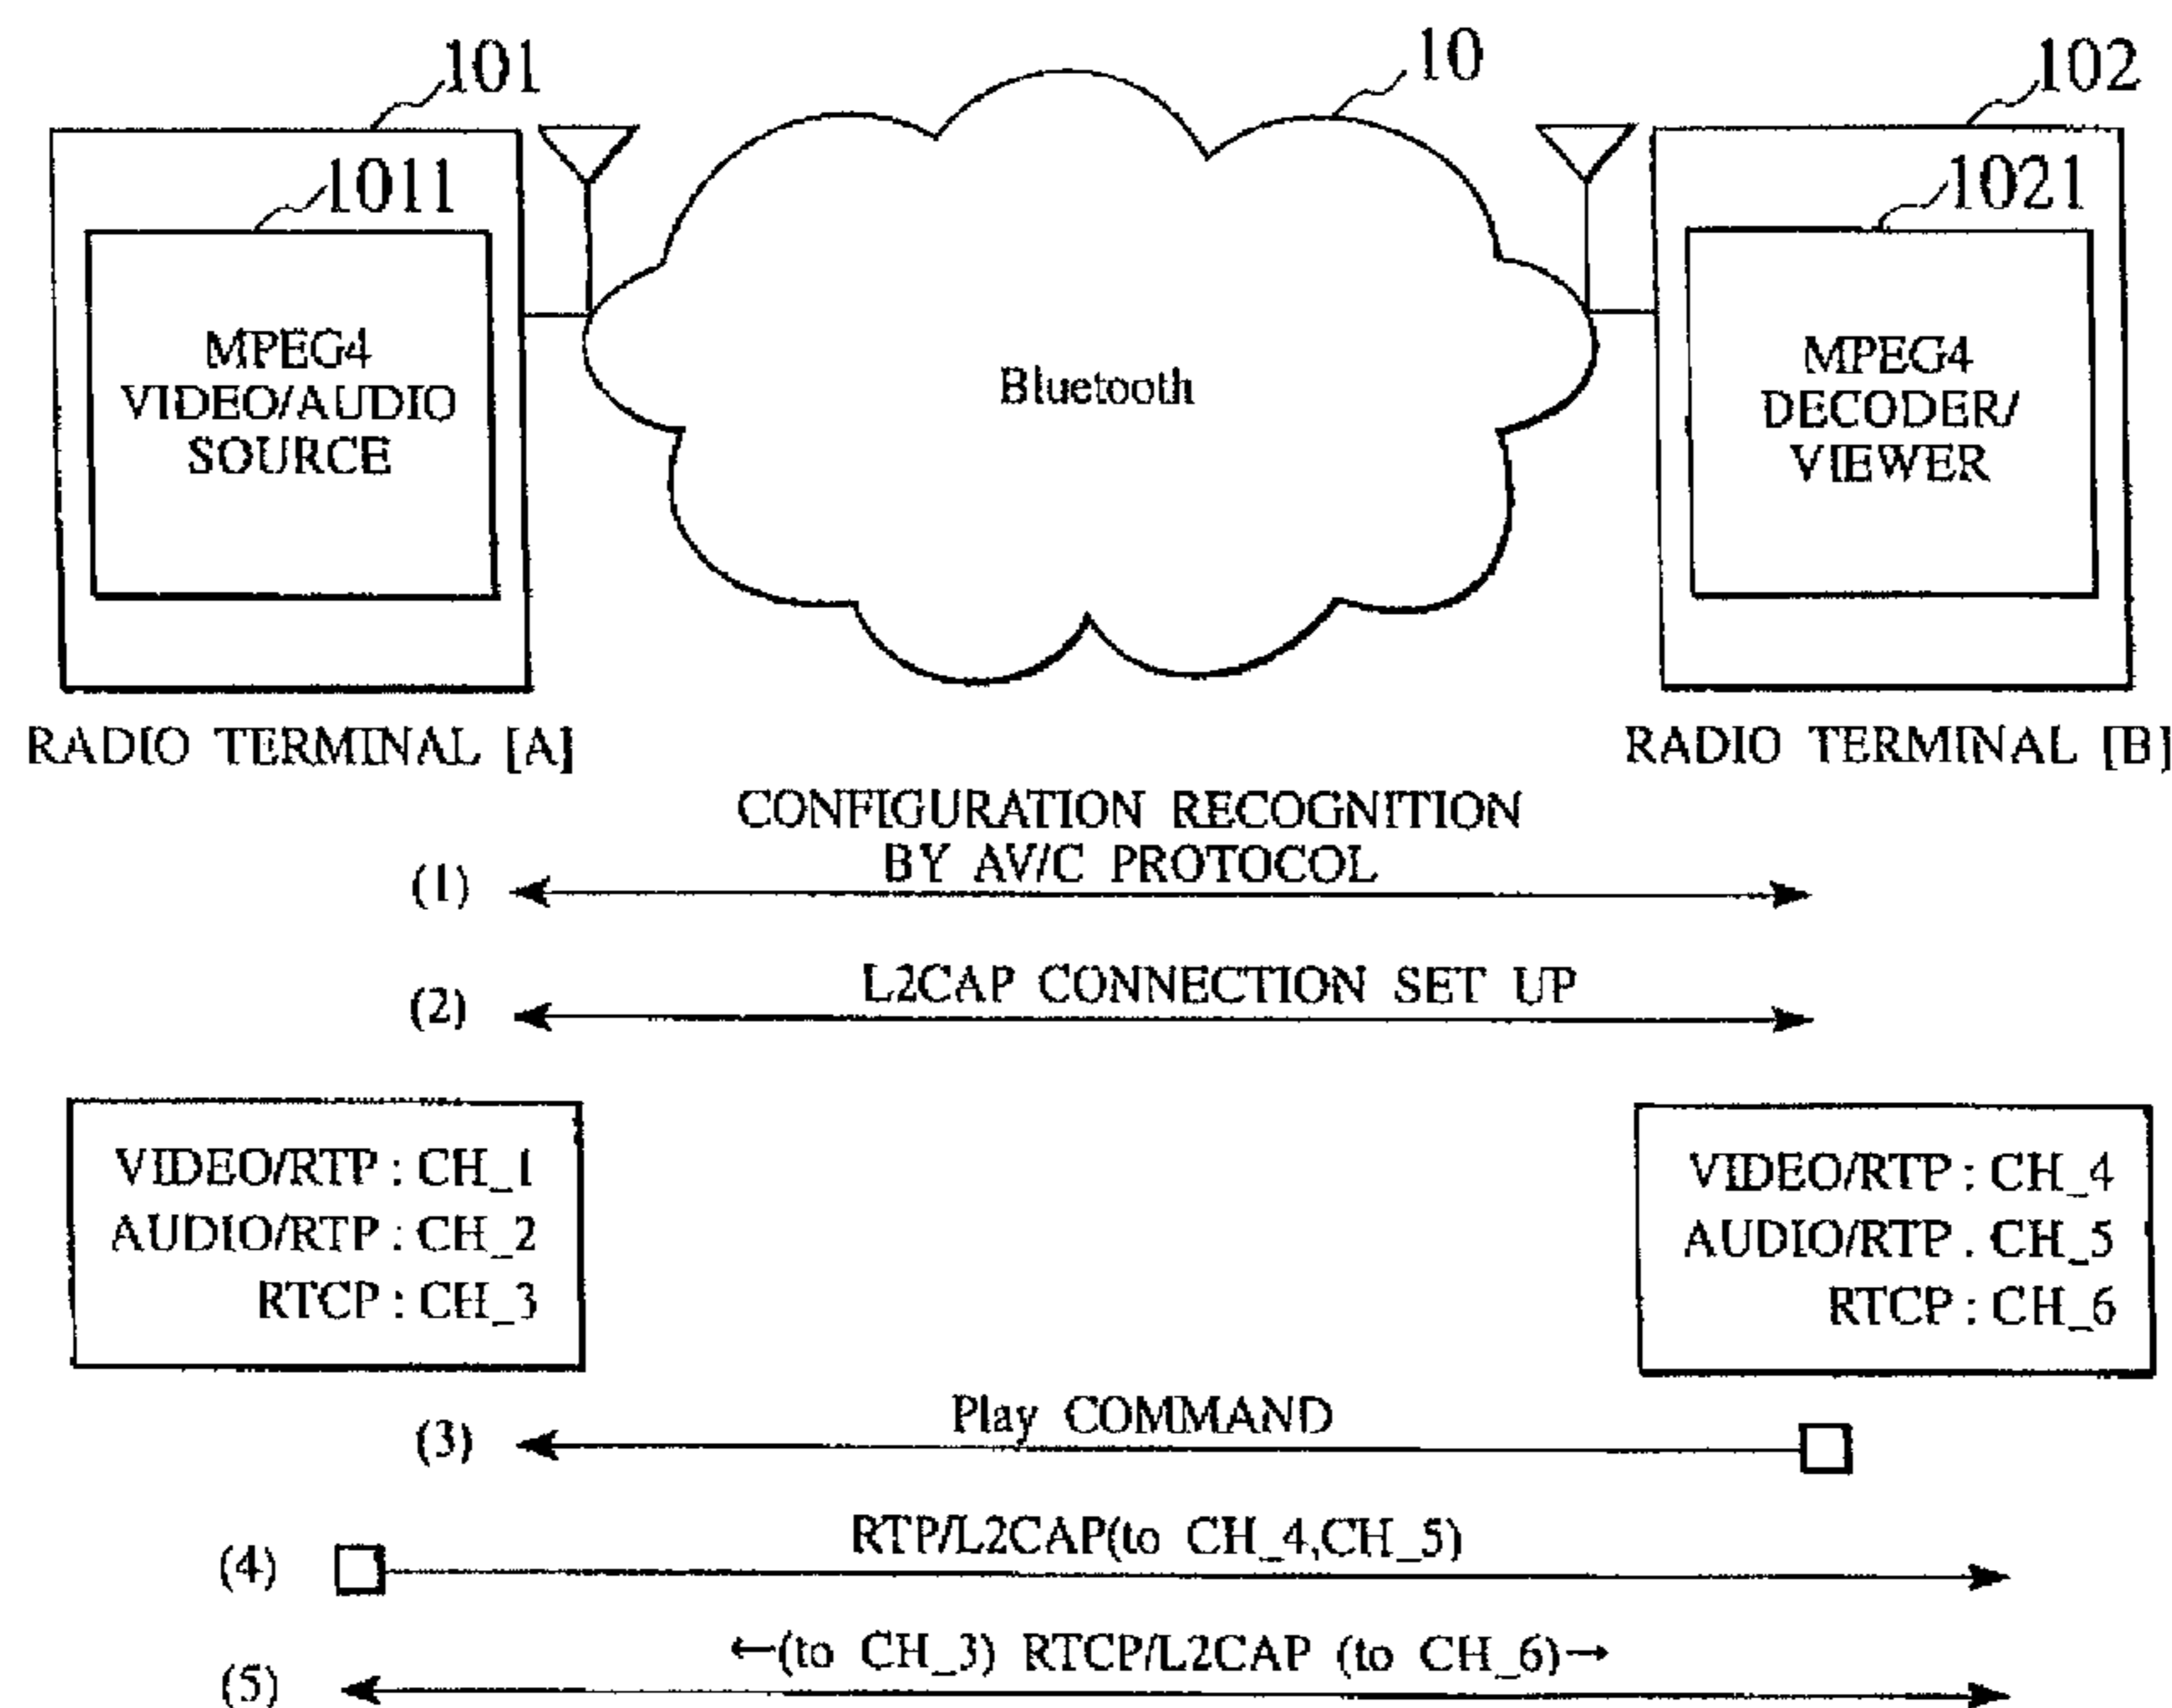 101
10
102
1011
1021
MPEG4
VIDEO/AUDIO
SOURCE
Bluetooth
MPEG4
DECODER/
VIEWER
RADIO TERMINAL [A]
RADIO TERMINAL [B]
CONFIGURATION RECOGNITION
BY AV/C PROTOCOL
(1)
L2CAP CONNECTION SET UP
(2)
VIDEO/RTP : CH_1
AUDIO/RTP : CH_2
RTCP : CH_3
VIDEO/RTP : CH_4
AUDIO/RTP . CH_5
RTCP : CH_6
Play COMMAND
(3)
RTP/L2CAP(to CH_4,CH_5)
(4)
←(to CH_3) RTCP/L2CAP (to CH_6)→
(5)